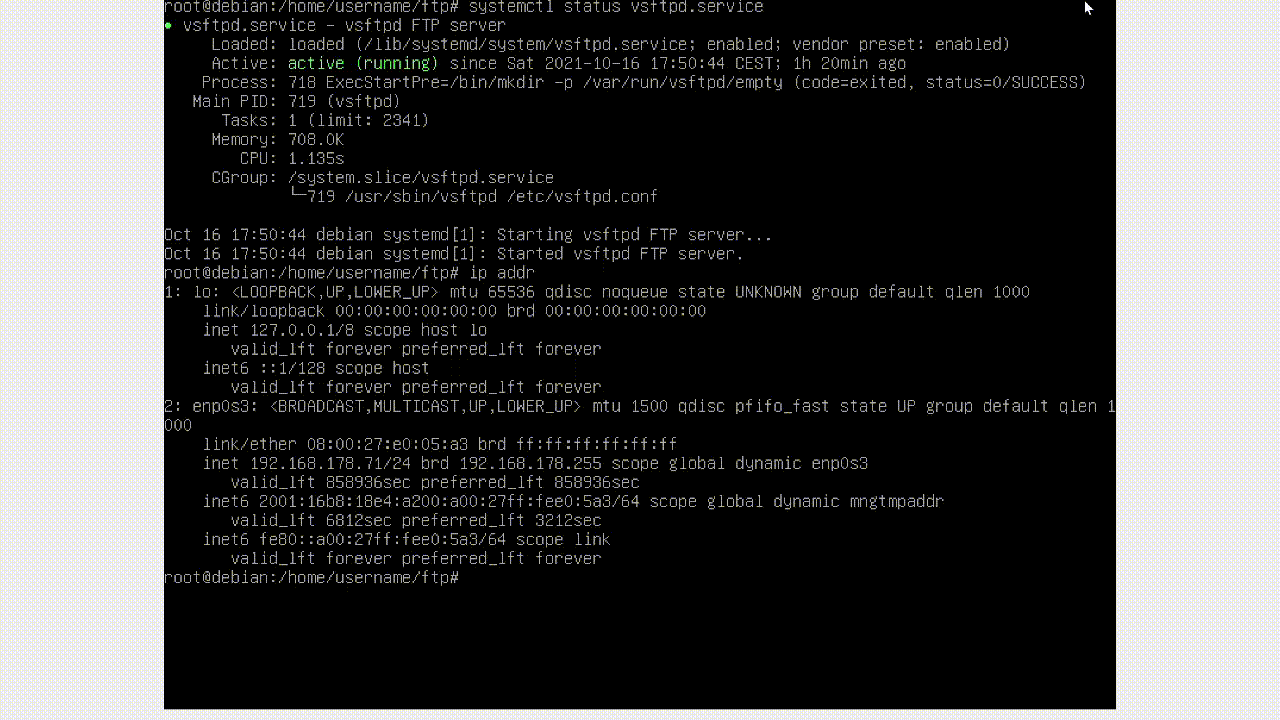 root@debian:/home/username/ftp# systemctl status vsftpd.service
● vsftpd.service - vsftpd FTP server
Loaded: loaded (/lib/systemd/system/vsftpd.service; enabled; vendor preset: enabled)
Active: active (running) since Sat 2021-10-16 17:50:44 CEST; 1h 20min ago
Process: 718 ExecStartPre=/bin/mkdir -p /var/run/vsftpd/empty (code=exited, status=0/SUCCESS)
Main PID: 719 (vsftpd)
Tasks: 1 (limit: 2341)
Memory: 708.0K
CPU: 1.135s
CGroup: /system.slice/vsftpd.service
└─719 /usr/sbin/vsftpd /etc/vsftpd.conf
Oct 16 17:50:44 debian systemd[1]: Starting vsftpd FTP server...
Oct 16 17:50:44 debian systemd[1]: Started vsftpd FTP server.
root@debian:/home/username/ftp# ip addr
1: lo: <LOOPBACK,UP,LOWER_UP> mtu 65536 qdisc noqueue state UNKNOWN group default qlen 1000
link/loopback 00:00:00:00:00:00 brd 00:00:00:00:00:00
inet 127.0.0.1/8 scope host lo
valid_lft forever preferred_lft forever
inet6 ::1/128 scope host
valid_lft forever preferred_lft forever
2: enp0s3: <BROADCAST,MULTICAST,UP,LOWER_UP> mtu 1500 qdisc pfifo_fast state UP group default qlen 1
000
link/ether 08:00:27:e0:05:a3 brd ff:ff:ff:ff:ff:ff
inet 192.168.178.71/24 brd 192.168.178.255 scope global dynamic enp0s3
valid_lft 858936sec preferred_lft 858936sec
inet6 2001:16b8:18e4:a200:a00:27ff:fee0:5a3/64 scope global dynamic mngtmpaddr
valid_lft 6812sec preferred_lft 3212sec
inet6 fe80::a00:27ff:fee0:5a3/64 scope link
valid_lft forever preferred_lft forever
root@debian:/home/username/ftp#